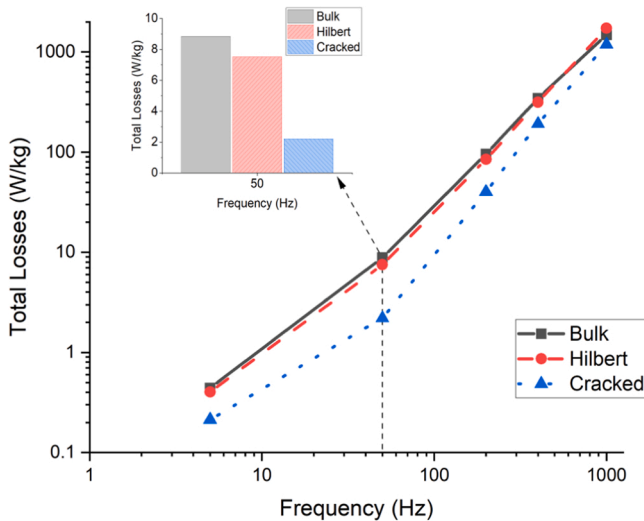 10
8
6
4
2
0
Total Losses (W/kg)
50
Frequency (Hz)
Bulk
Hilbert
Cracked
1000
100
10
1
0.1
Total Losses (W/kg)
Bulk
Hilbert
Cracked
1 10 100 1000
Frequency (Hz)